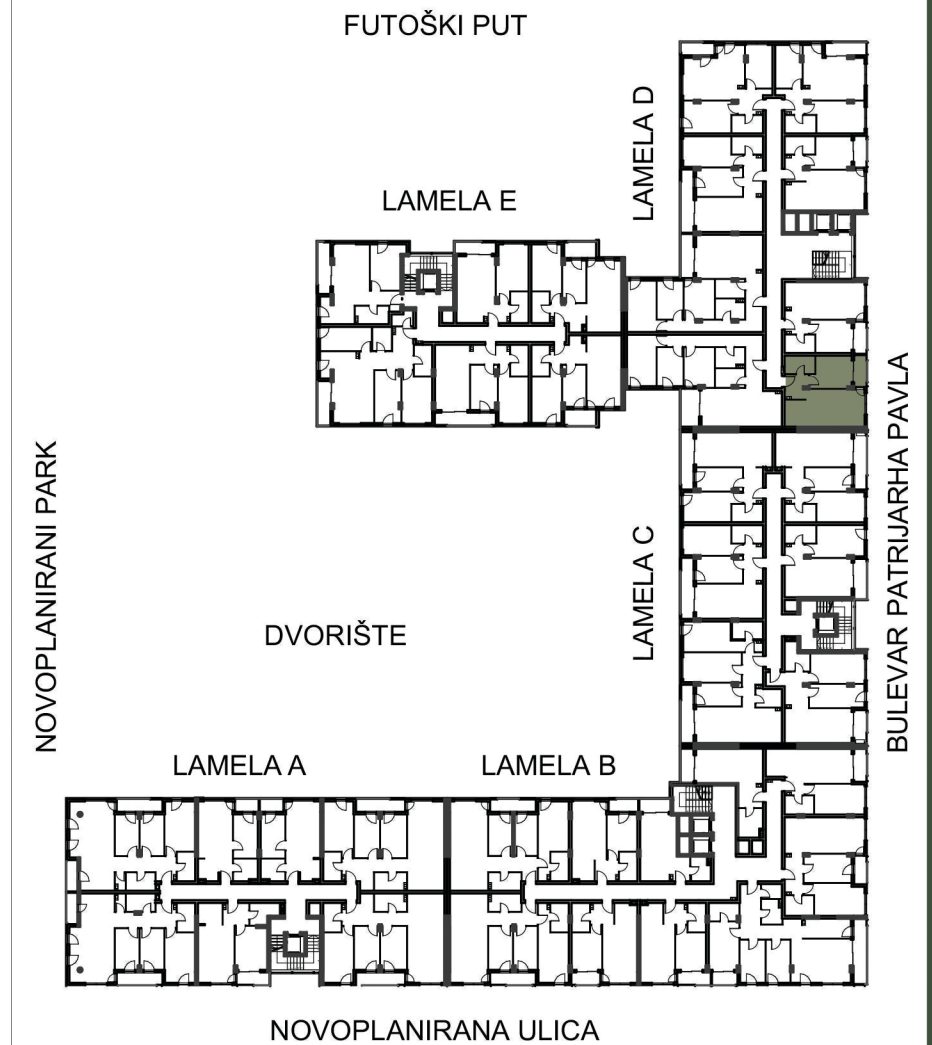 FUTOŠKI PUT
LAMELA D
LAMELA E
BULEVAR PATRIJARHA PAVLA
NOVOPLANIRANI PARK
LAMELA C
DVORIŠTE
LAMELA A
LAMELA B
NOVOPLANIRANA ULICA